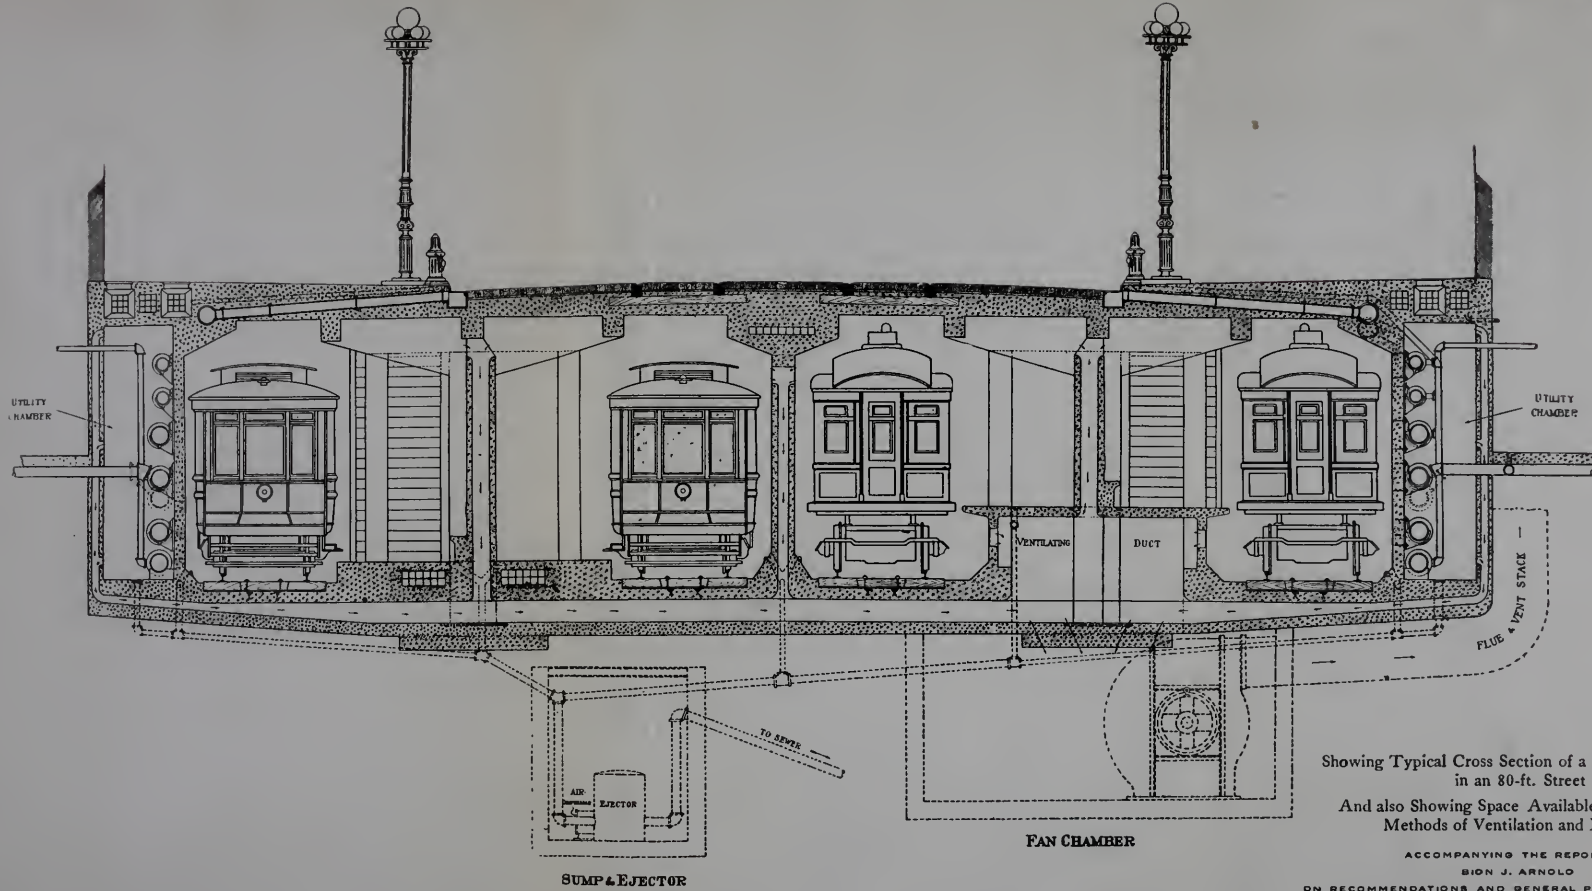 UTILITY
CHAMBER
UTILITY
CHAMBER
VENTILATING
DUCT
FLUE & VENT STACK
TO SEWER
AIR
EJECTOR
SUMP & EJECTOR
FAN CHAMBER
Showing Typical Cross Section of a
in an 80-ft. Street
And also Showing Space Available
Methods of Ventilation and
ACCOMPANYING THE REPO
BION J. ARNOLD
ON RECOMMENDATIONS AND GENERAL